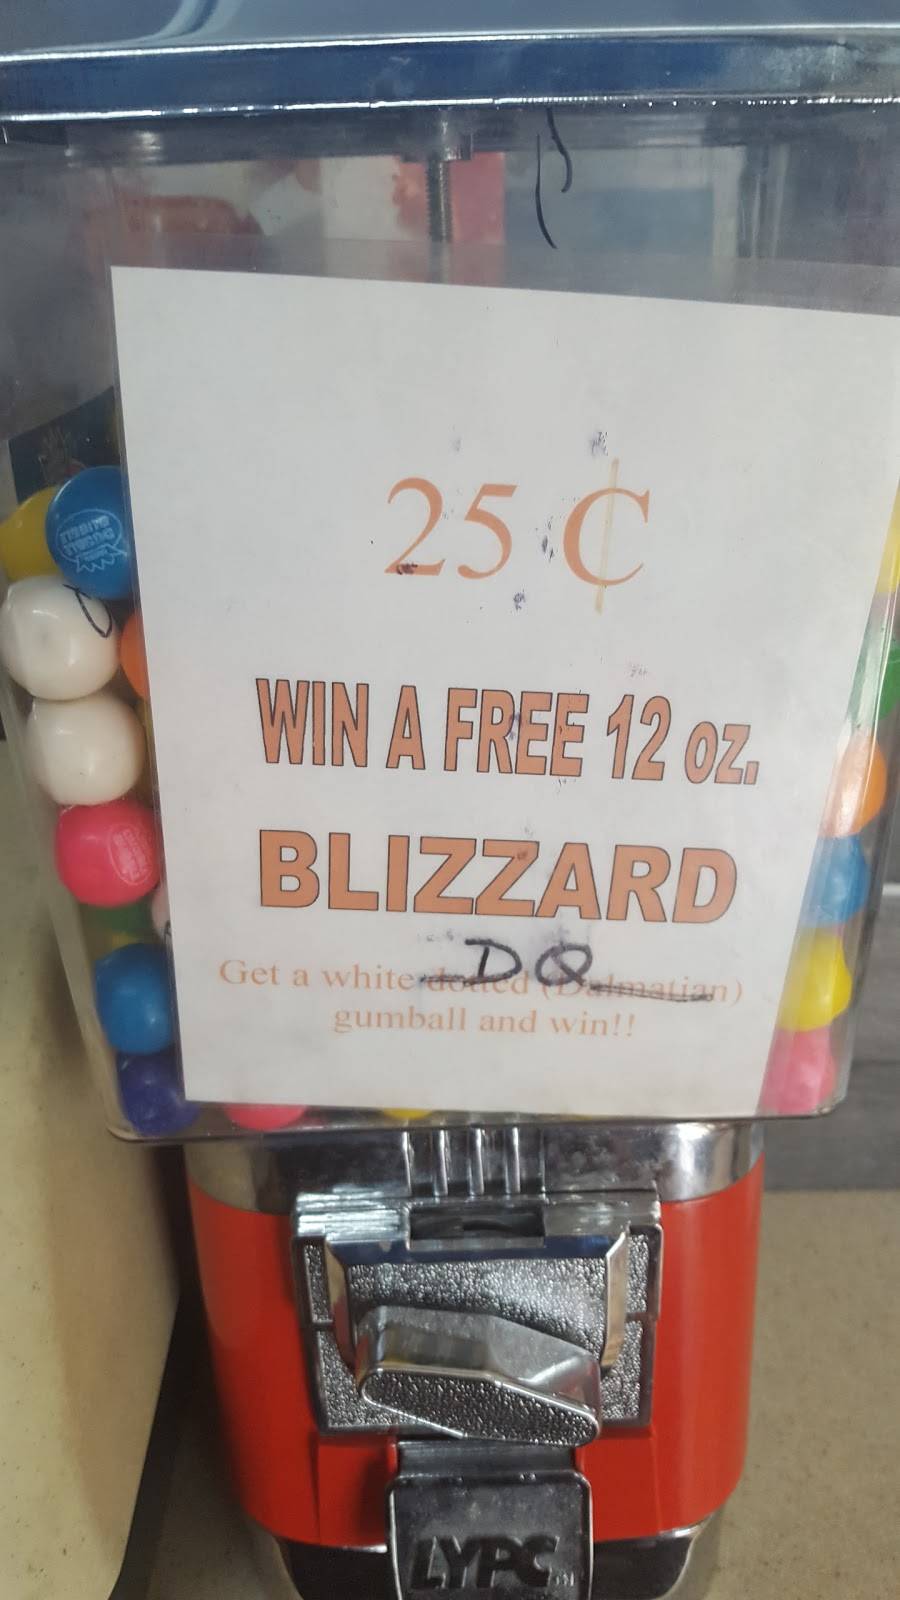 25 ¢
WIN A FREE 12 OZ.
BLIZZARD
DQ
Get a white dotted (Dalmatian)
gumball and win!!
LYPC